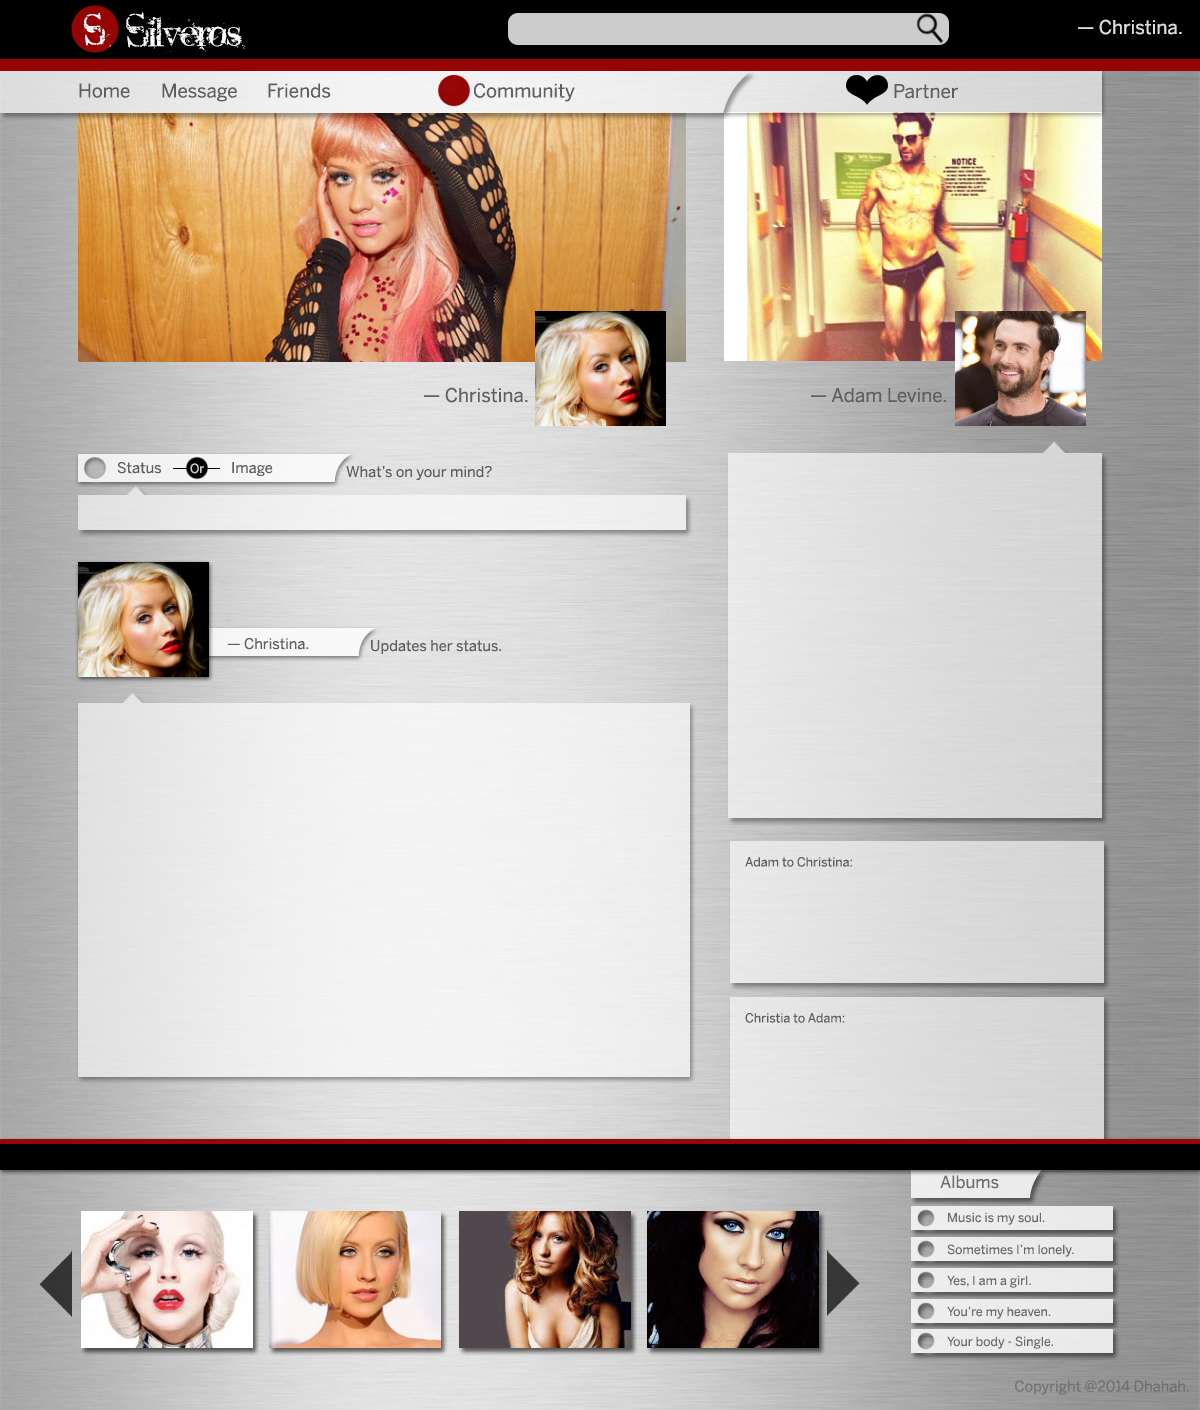 S Silveros
— Christina.
Home Message Friends Community Partner
NOTICE
— Christina.
— Adam Levine.
Status Or Image What's on your mind?
— Christina. Updates her status.
Adam to Christina:
Christia to Adam:
Albums
Music is my soul.
Sometimes I'm lonely.
Yes, I am a girl.
You're my heaven.
Your body - Single.
Copyright @2014 Dhahah.